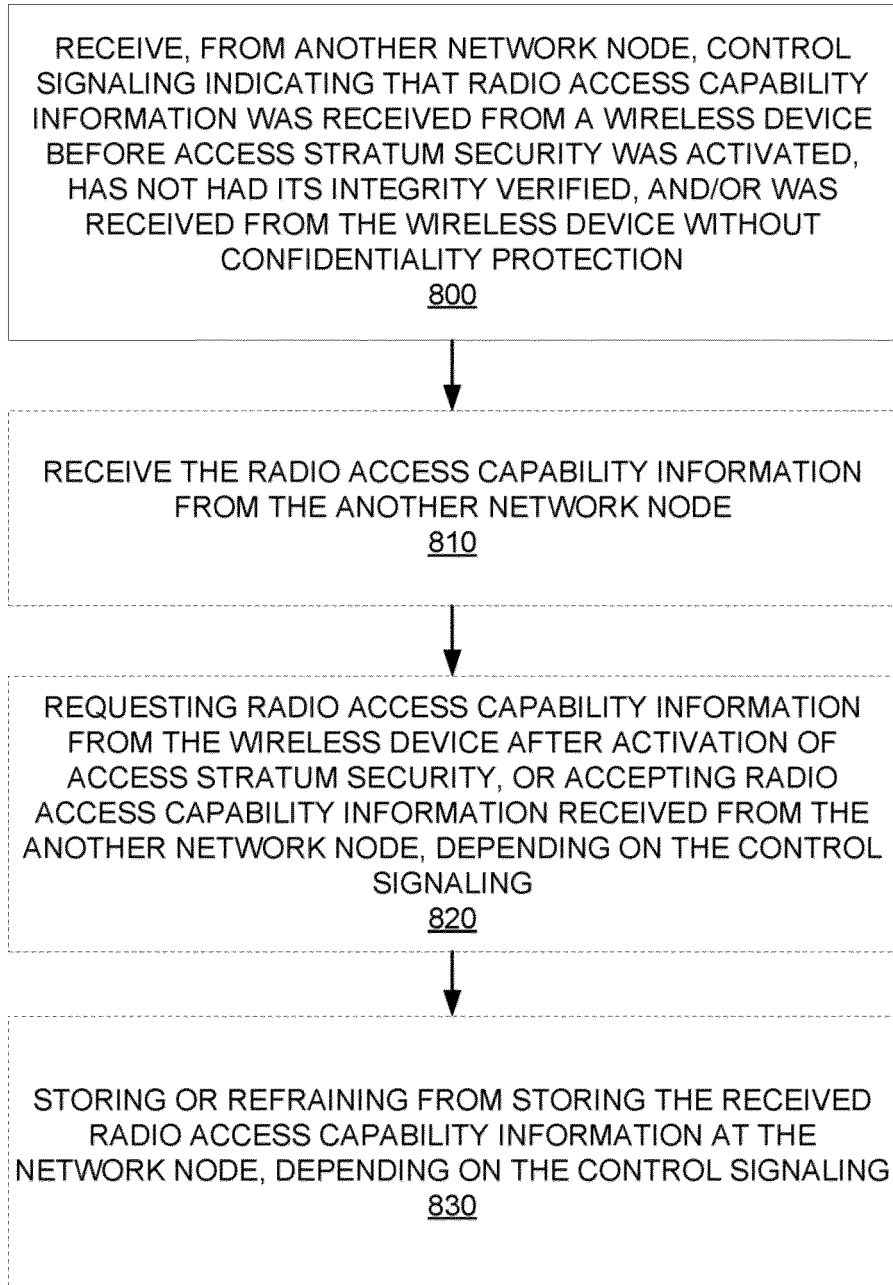 RECEIVE, FROM ANOTHER NETWORK NODE, CONTROL
SIGNALING INDICATING THAT RADIO ACCESS CAPABILITY
INFORMATION WAS RECEIVED FROM A WIRELESS DEVICE
BEFORE ACCESS STRATUM SECURITY WAS ACTIVATED,
HAS NOT HAD ITS INTEGRITY VERIFIED, AND/OR WAS
RECEIVED FROM THE WIRELESS DEVICE WITHOUT
CONFIDENTIALITY PROTECTION
800
RECEIVE THE RADIO ACCESS CAPABILITY INFORMATION
FROM THE ANOTHER NETWORK NODE
810
REQUESTING RADIO ACCESS CAPABILITY INFORMATION
FROM THE WIRELESS DEVICE AFTER ACTIVATION OF
ACCESS STRATUM SECURITY, OR ACCEPTING RADIO
ACCESS CAPABILITY INFORMATION RECEIVED FROM THE
ANOTHER NETWORK NODE, DEPENDING ON THE CONTROL
SIGNALING
820
STORING OR REFRAINING FROM STORING THE RECEIVED
RADIO ACCESS CAPABILITY INFORMATION AT THE
NETWORK NODE, DEPENDING ON THE CONTROL SIGNALING
830